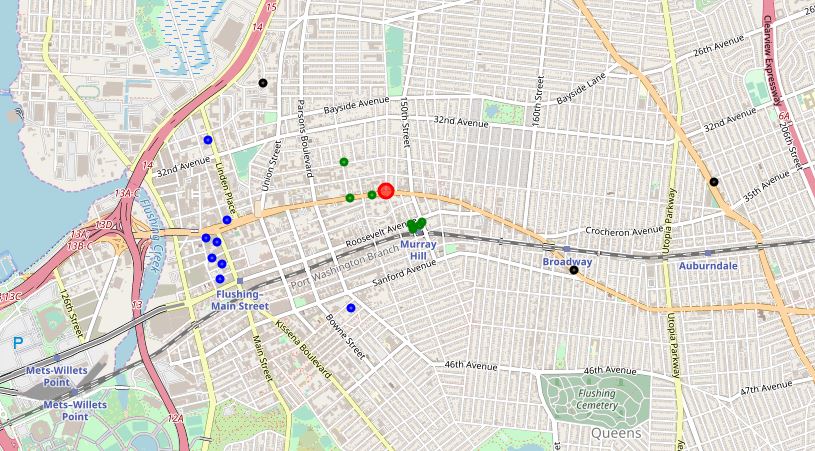 15
15
14
14
13A-C
13D
13A
13B-C
13C
13
12A
6A
26th Avenue
Clearview Expressway
Bayside Lane
Bayside Avenue
150th Street
160th Street
32nd Avenue
32nd Avenue
206th Street
32nd Avenue
Parsons Boulevard
Union Street
Linden Place
35th Avenue
Utopia Parkway
Flushing Creek
Roosevelt Avenue
Murray
Hill
Crocheron Avenue
Port Washington Branch
Broadway
Auburndale
Sanford Avenue
126th Street
Flushing–
Main Street
P
Bowne Street
Kissena Boulevard
Main Street
Utopia Parkway
Mets-Willets
Point
46th Avenue
46th Avenue
47th Avenue
Mets–Willets
Point
Flushing
Cemetery
Queens